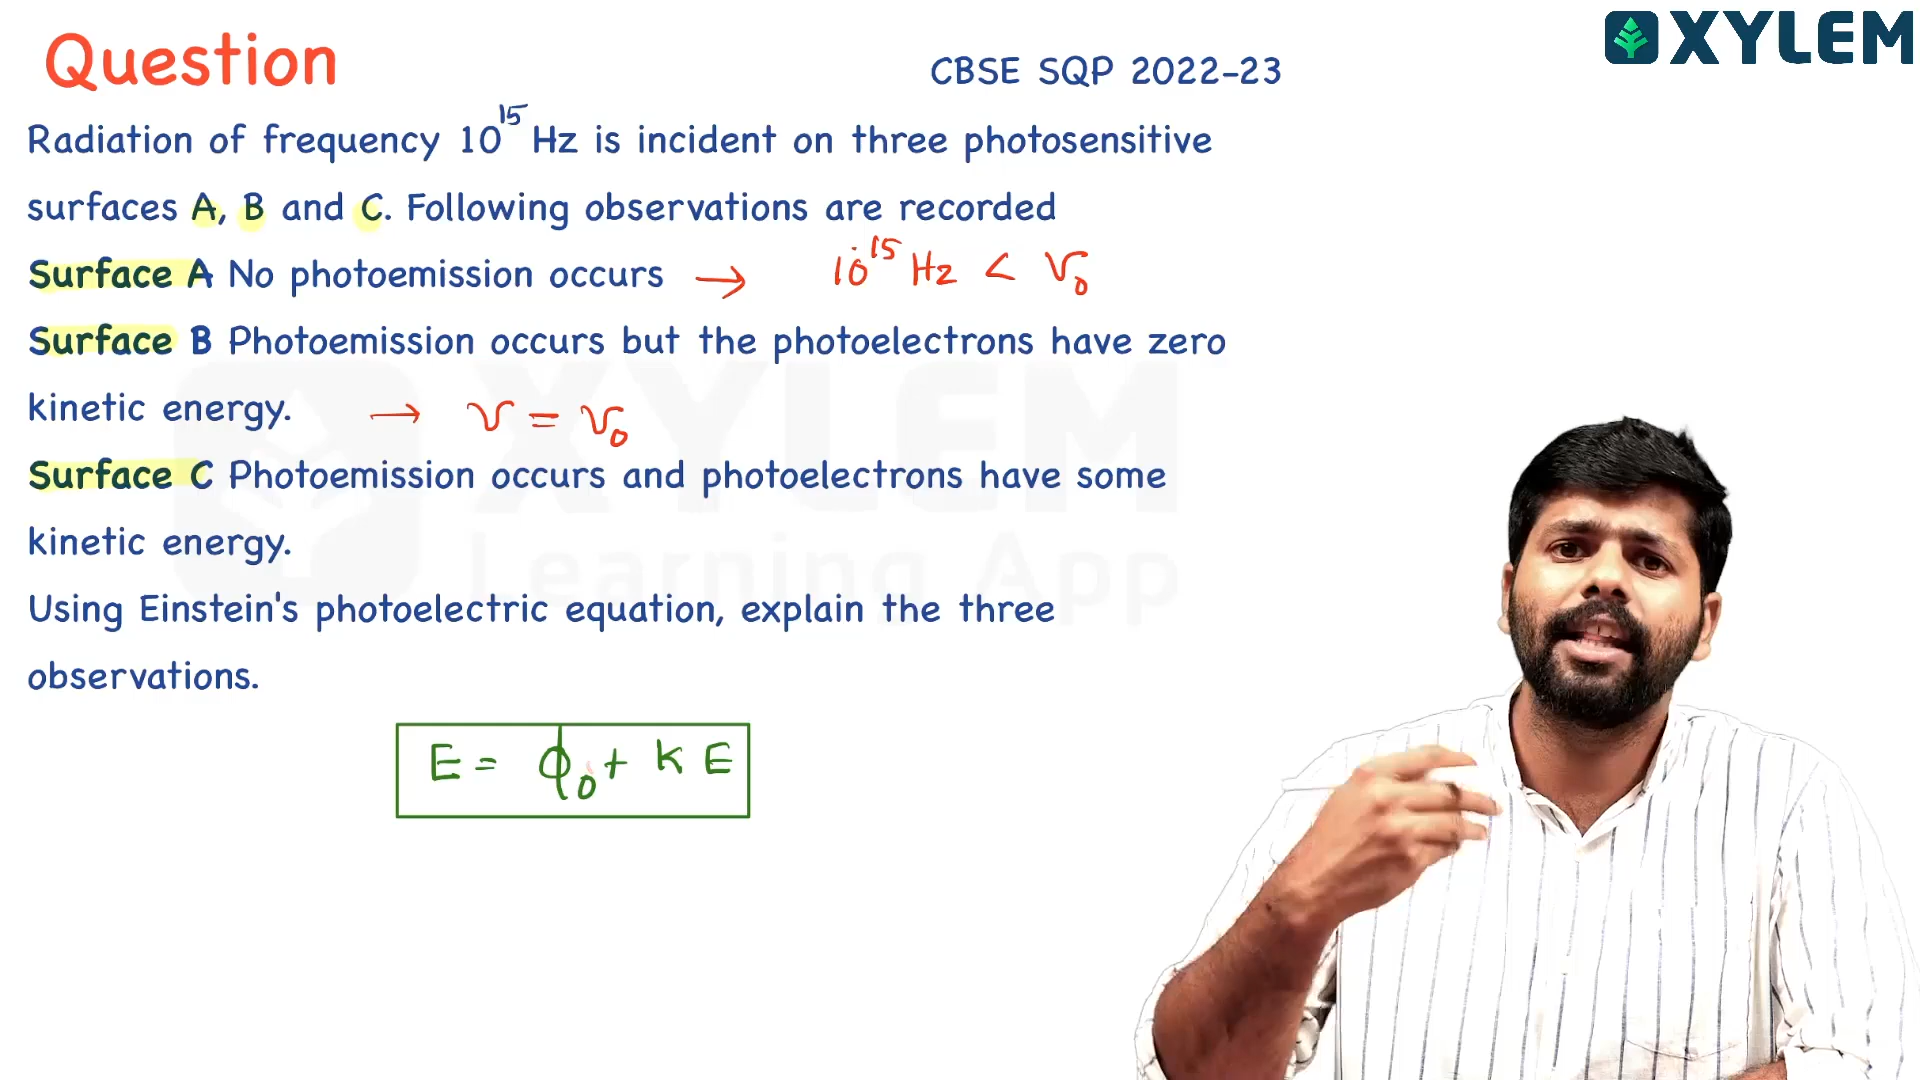 Question
CBSE SQP 2022-23
XYLEM
Radiation of frequency 10¹⁵ Hz is incident on three photosensitive
surfaces A, B and C. Following observations are recorded
Surface A No photoemission occurs → 10¹⁵ Hz < ν₀
Surface B Photoemission occurs but the photoelectrons have zero
kinetic energy. → ν = ν₀
Surface C Photoemission occurs and photoelectrons have some
kinetic energy.
Using Einstein's photoelectric equation, explain the three
observations.
E = ϕ₀ + K E
XYLEM
Learning App